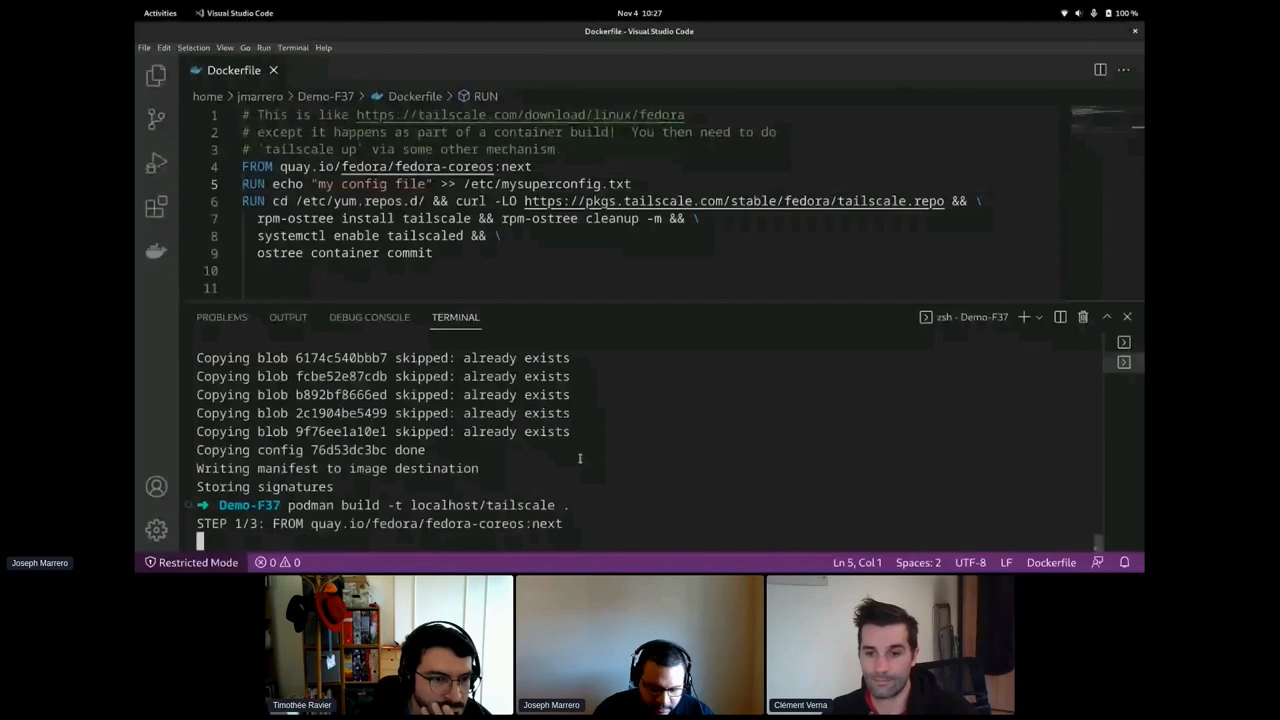 Activities
Visual Studio Code
Nov 4 10:27
100 %
Dockerfile - Visual Studio Code
File Edit Selection View Go Run Terminal Help
Dockerfile
home > jmarrero > Demo-F37 > Dockerfile > RUN
1 # This is like https://tailscale.com/download/linux/fedora
2 # except it happens as part of a container build! You then need to do
3 # `tailscale up` via some other mechanism.
4 FROM quay.io/fedora/fedora-coreos:next
5 RUN echo "my config file" >> /etc/mysuperconfig.txt
6 RUN cd /etc/yum.repos.d/ && curl -LO https://pkgs.tailscale.com/stable/fedora/tailscale.repo && \
7 rpm-ostree install tailscale && rpm-ostree cleanup -m && \
8 systemctl enable tailscaled && \
9 ostree container commit
10
11
PROBLEMS OUTPUT DEBUG CONSOLE TERMINAL
zsh - Demo-F37
Copying blob 6174c540bbb7 skipped: already exists
Copying blob fcbe52e87cdb skipped: already exists
Copying blob b892bf8666ed skipped: already exists
Copying blob 2c1904be5499 skipped: already exists
Copying blob 9f76ee1a10e1 skipped: already exists
Copying config 76d53dc3bc done
Writing manifest to image destination
Storing signatures
➜ Demo-F37 podman build -t localhost/tailscale .
STEP 1/3: FROM quay.io/fedora/fedora-coreos:next
Restricted Mode 0 0 Ln 5, Col 1 Spaces: 2 UTF-8 LF Dockerfile
Joseph Marrero
Timothée Ravier
Joseph Marrero
Clément Verna